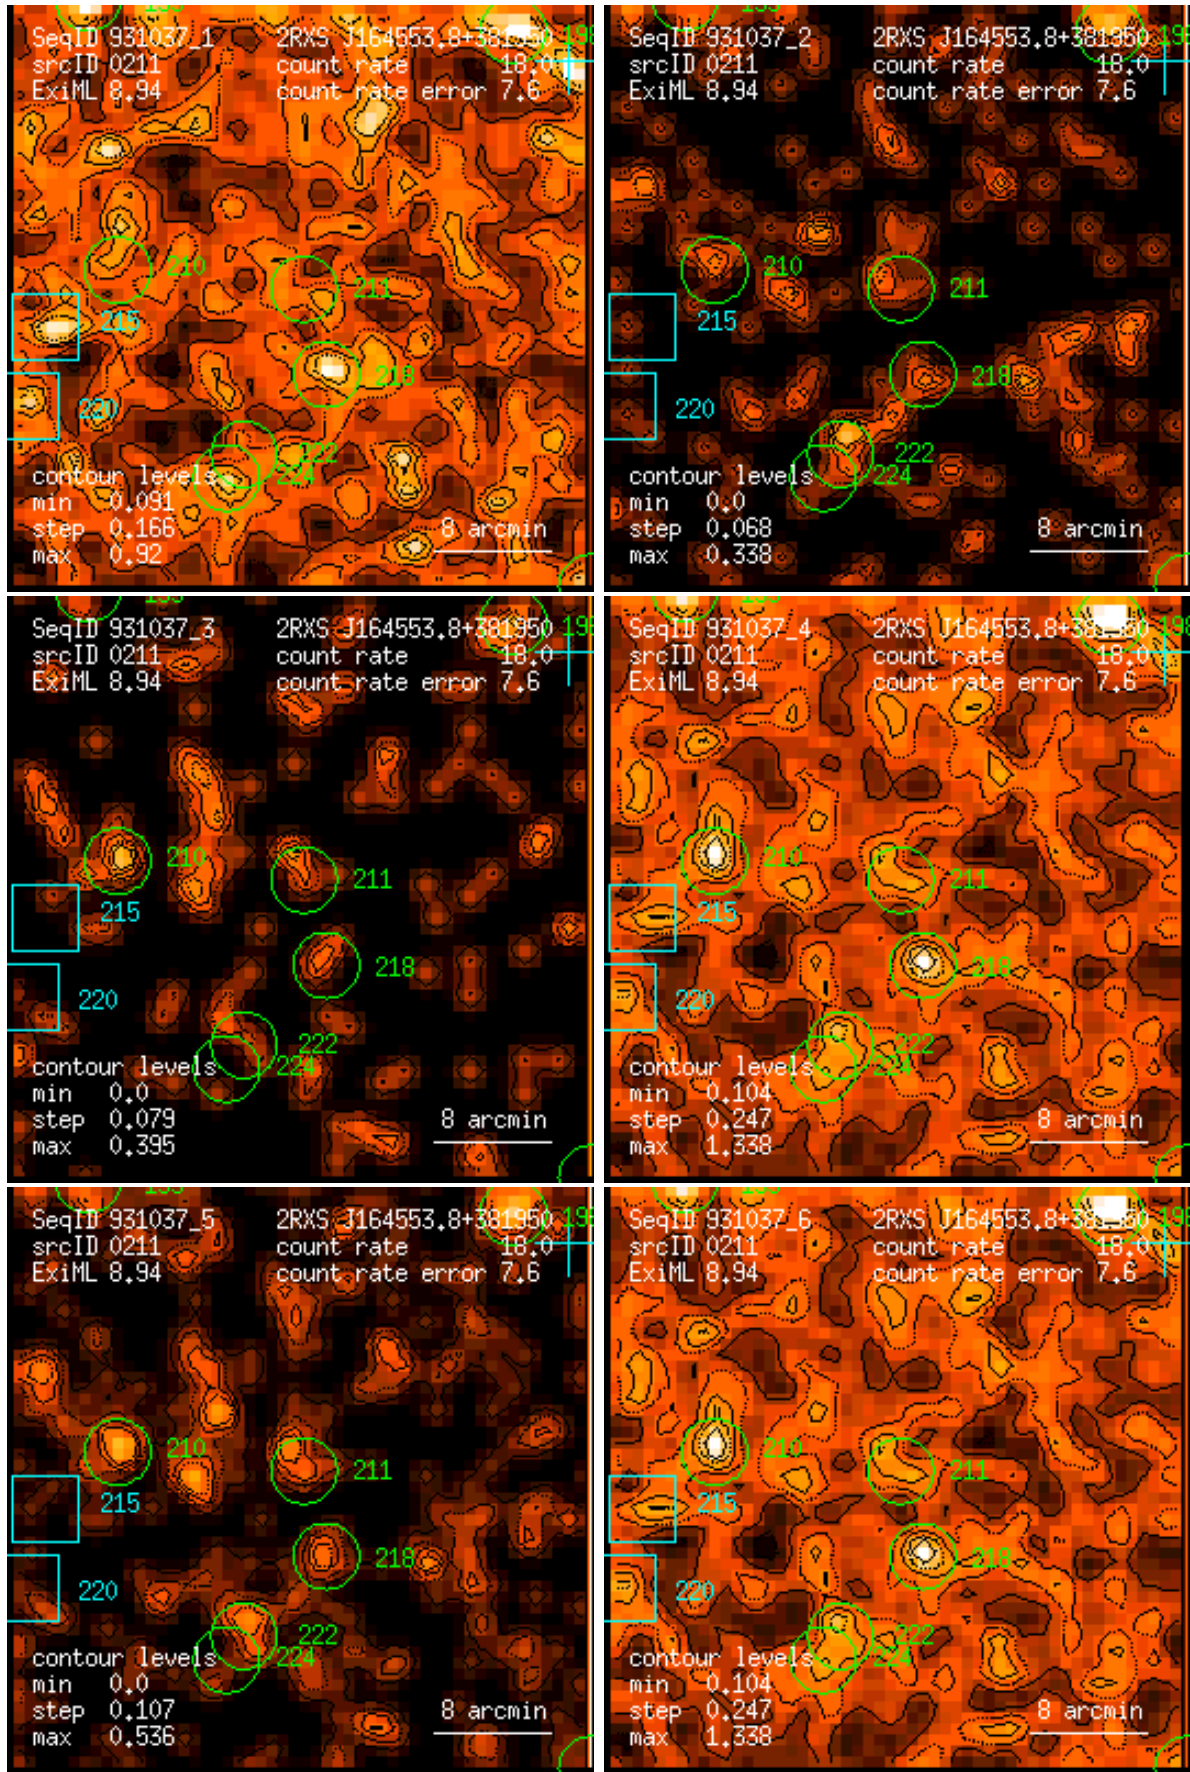 SeqID 931037_1 2RXS J164553.8+381950
srcID 0211 count rate 18.0
ExiML 8.94 count rate error 7.6
210
211
215
218
220
222
224
contour levels
min 0.091
step 0.166 8 arcmin
max 0.92
SeqID 931037_2 2RXS J164553.8+381950
srcID 0211 count rate 18.0
ExiML 8.94 count rate error 7.6
210
211
215
218
220
222
224
contour levels
min 0.0
step 0.068 8 arcmin
max 0.338
SeqID 931037_3 2RXS J164553.8+381950
srcID 0211 count rate 18.0
ExiML 8.94 count rate error 7.6
210
211
215
218
220
222
224
contour levels
min 0.0
step 0.079 8 arcmin
max 0.395
SeqID 931037_4 2RXS J164553.8+381950
srcID 0211 count rate 18.0
ExiML 8.94 count rate error 7.6
210
211
215
218
220
222
224
contour levels
min 0.104
step 0.247 8 arcmin
max 1.338
SeqID 931037_5 2RXS J164553.8+381950
srcID 0211 count rate 18.0
ExiML 8.94 count rate error 7.6
210
211
215
218
220
222
224
contour levels
min 0.0
step 0.107 8 arcmin
max 0.536
SeqID 931037_6 2RXS J164553.8+381950
srcID 0211 count rate 18.0
ExiML 8.94 count rate error 7.6
210
211
215
218
220
222
224
contour levels
min 0.104
step 0.247 8 arcmin
max 1.338